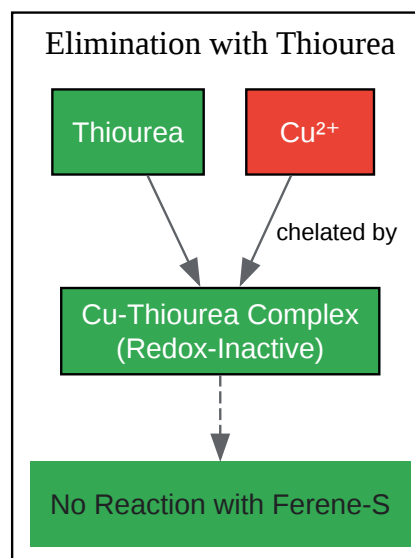 Elimination with Thiourea
Thiourea
Cu²⁺
chelated by
Cu-Thiourea Complex
(Redox-Inactive)
No Reaction with Ferene-S